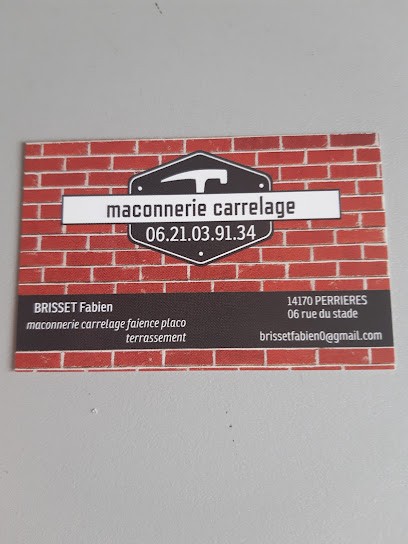 maconnerie carrelage
06.21.03.91.34
BRISSET Fabien
maconnerie carrelage faience placo
terrassement
14170 PERRIERES
06 rue du stade
brissetfabien0@gmail.com